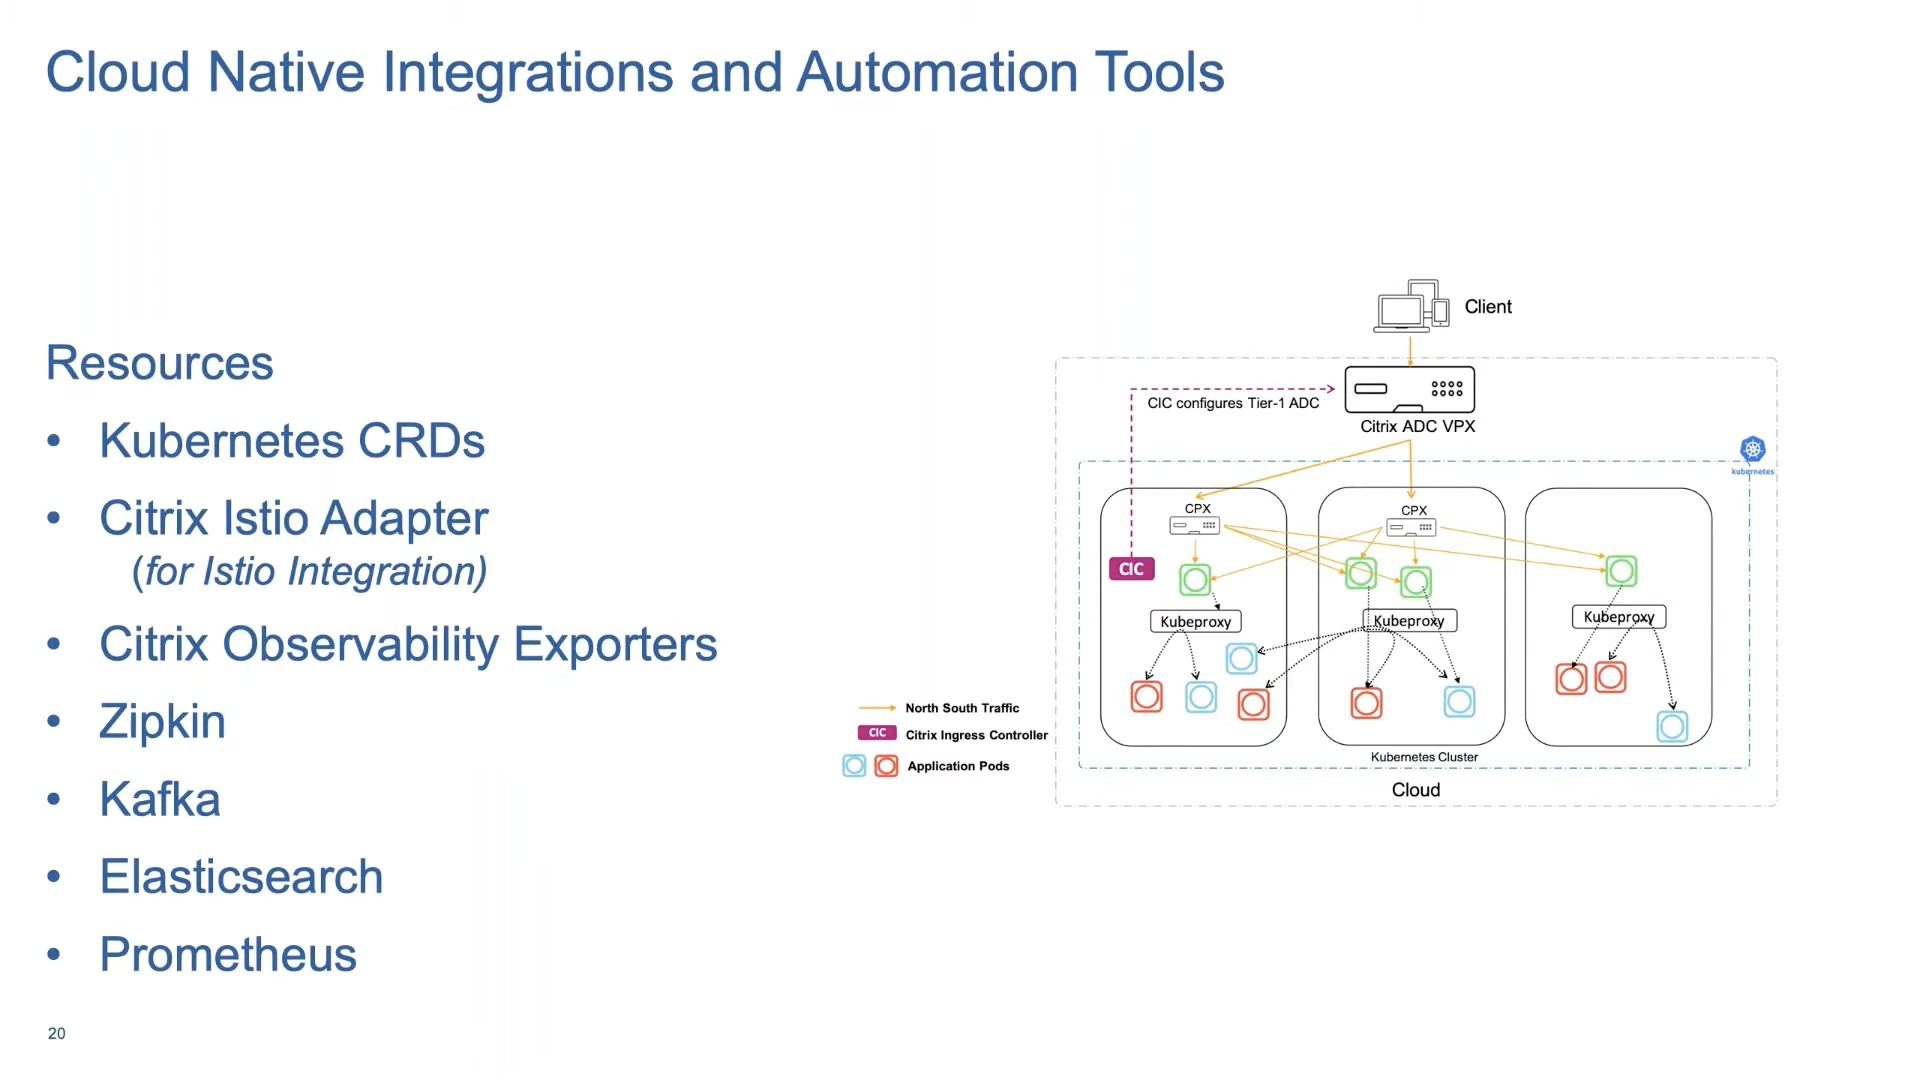 Cloud Native Integrations and Automation Tools
Resources
• Kubernetes CRDs
• Citrix Istio Adapter
(for Istio Integration)
• Citrix Observability Exporters
• Zipkin
• Kafka
• Elasticsearch
• Prometheus
20
Client
CIC configures Tier-1 ADC
Citrix ADC VPX
kubernetes
CPX
CPX
CIC
Kubeproxy
Kubeproxy
Kubeproxy
North South Traffic
CIC Citrix Ingress Controller
Application Pods
Kubernetes Cluster
Cloud